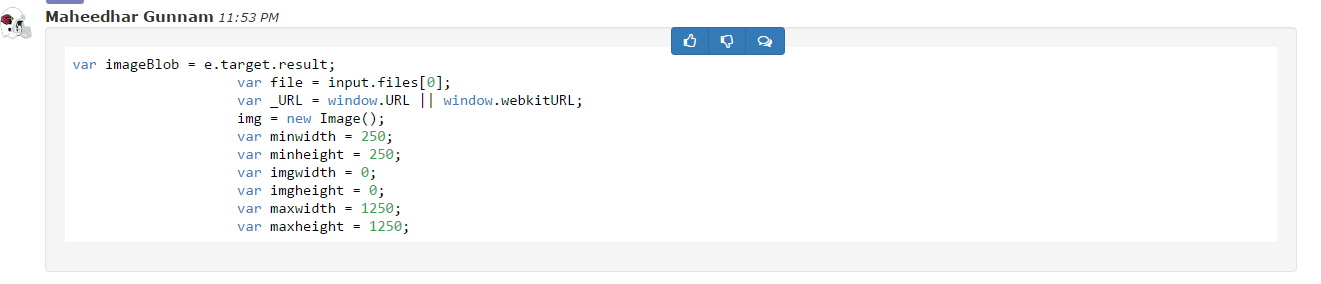 Maheedhar Gunnam 11:53 PM
var imageBlob = e.target.result;
var file = input.files[0];
var _URL = window.URL || window.webkitURL;
img = new Image();
var minwidth = 250;
var minheight = 250;
var imgwidth = 0;
var imgheight = 0;
var maxwidth = 1250;
var maxheight = 1250;